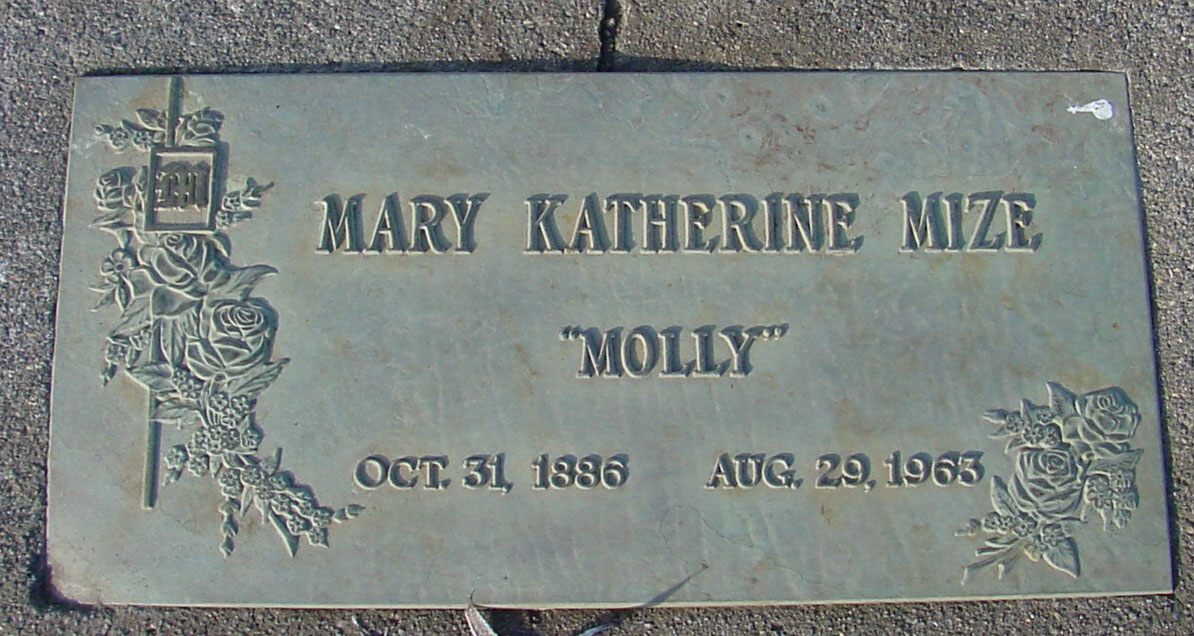 M
MARY KATHERINE MIZE
"MOLLY"
OCT. 31, 1886 AUG. 29, 1963